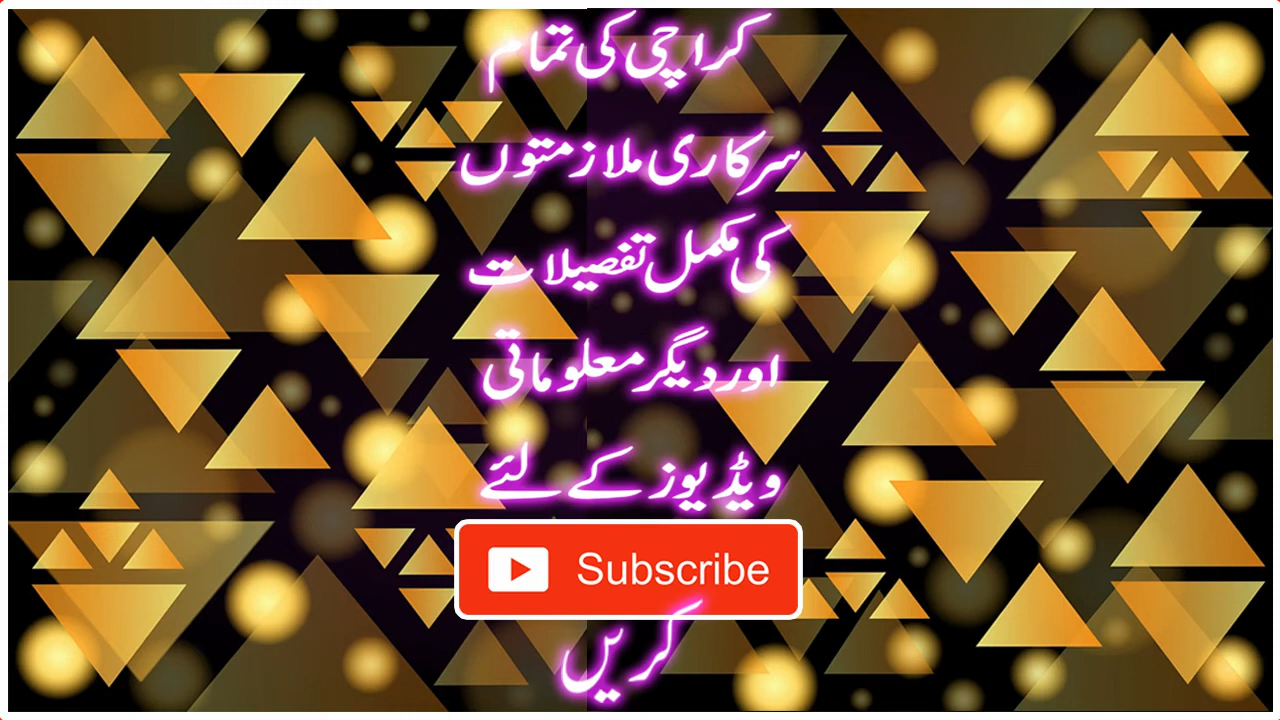 کراچی کی تمام
سرکاری ملازمتوں
کی مکمل تفصیلات
اور دیگر معلوماتی
ویڈیوز کے لئے
Subscribe
کریں